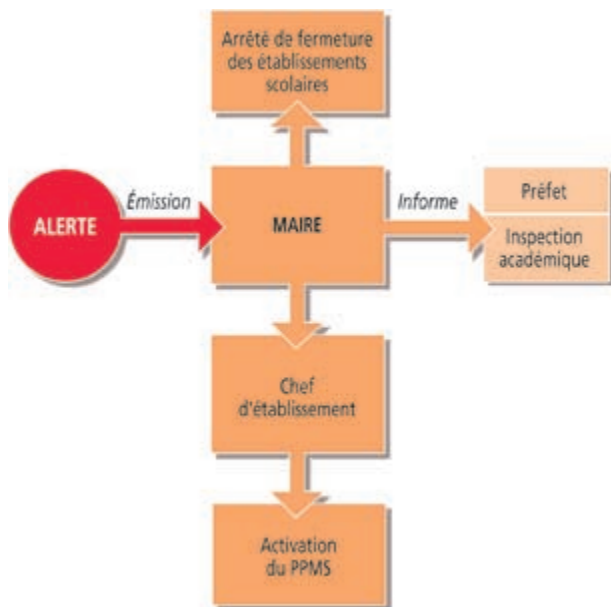 Arrêté de fermeture
des établissements
scolaires
ALERTE
Émission
MAIRE
Informe
Préfet
Inspection
académique
Chef
d'établissement
Activation
du PPMS